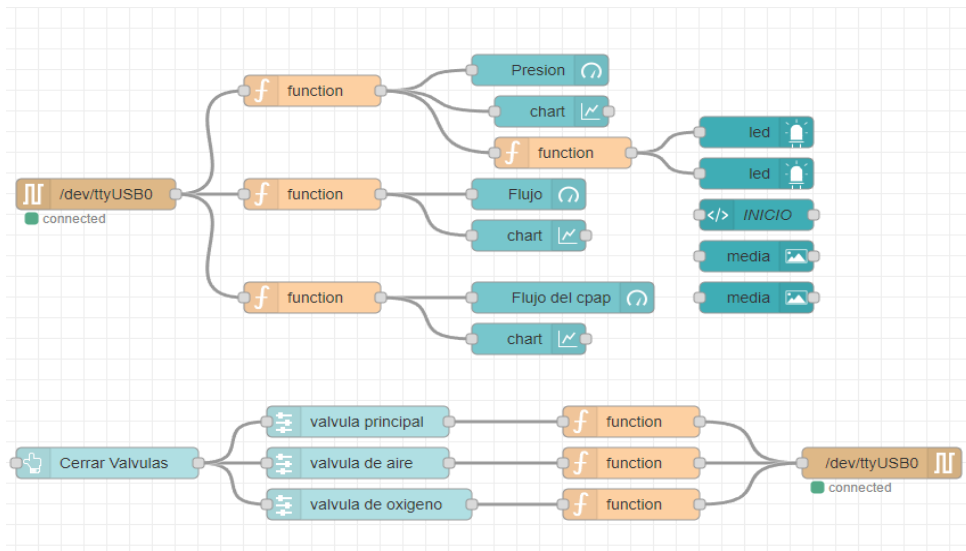 Presion
function
chart
led
function
led
/dev/ttyUSB0
function
Flujo
connected
</> INICIO
chart
media
function
Flujo del cpap
media
chart
valvula principal
function
Cerrar Valvulas
valvula de aire
function
/dev/ttyUSB0
connected
valvula de oxigeno
function